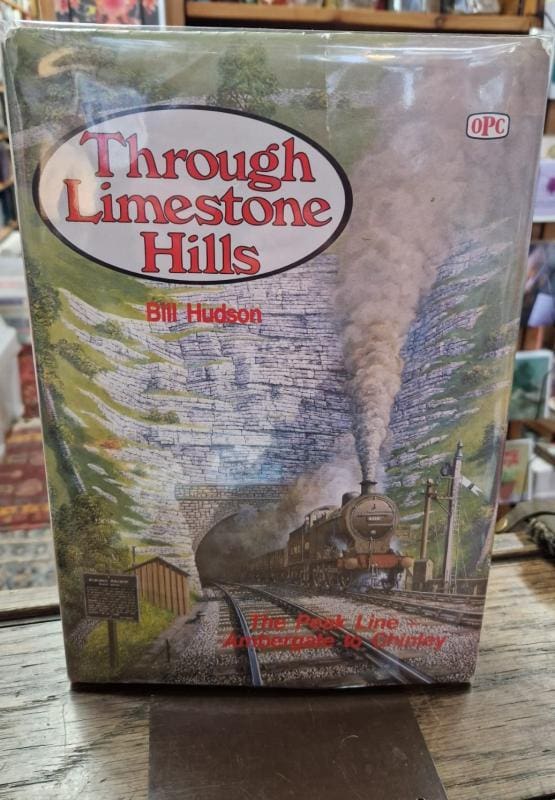 OPC
Through
Limestone
Hills
Bill Hudson
The Peak Line
Ambergate to Chinley